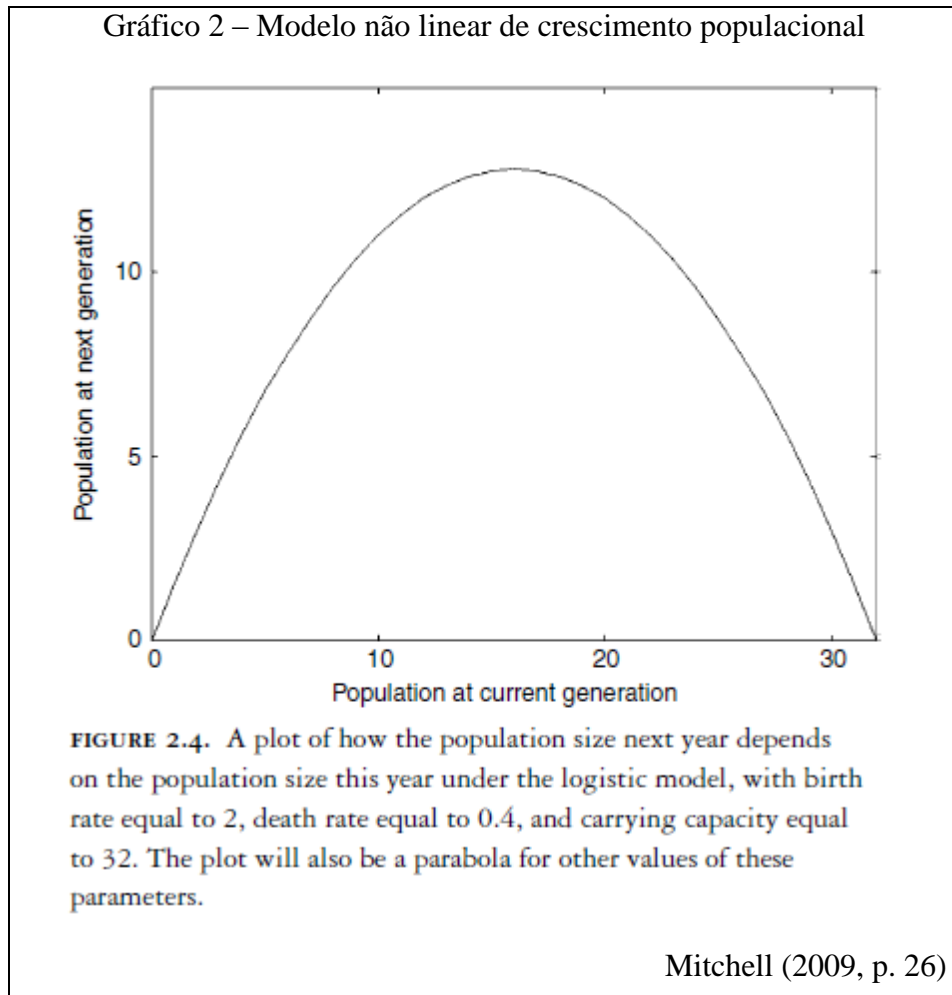 Gráfico 2 – Modelo não linear de crescimento populacional
Population at next generation
10
5
0
0
10
20
30
Population at current generation
FIGURE 2.4. A plot of how the population size next year depends
on the population size this year under the logistic model, with birth
rate equal to 2, death rate equal to 0.4, and carrying capacity equal
to 32. The plot will also be a parabola for other values of these
parameters.
Mitchell (2009, p. 26)